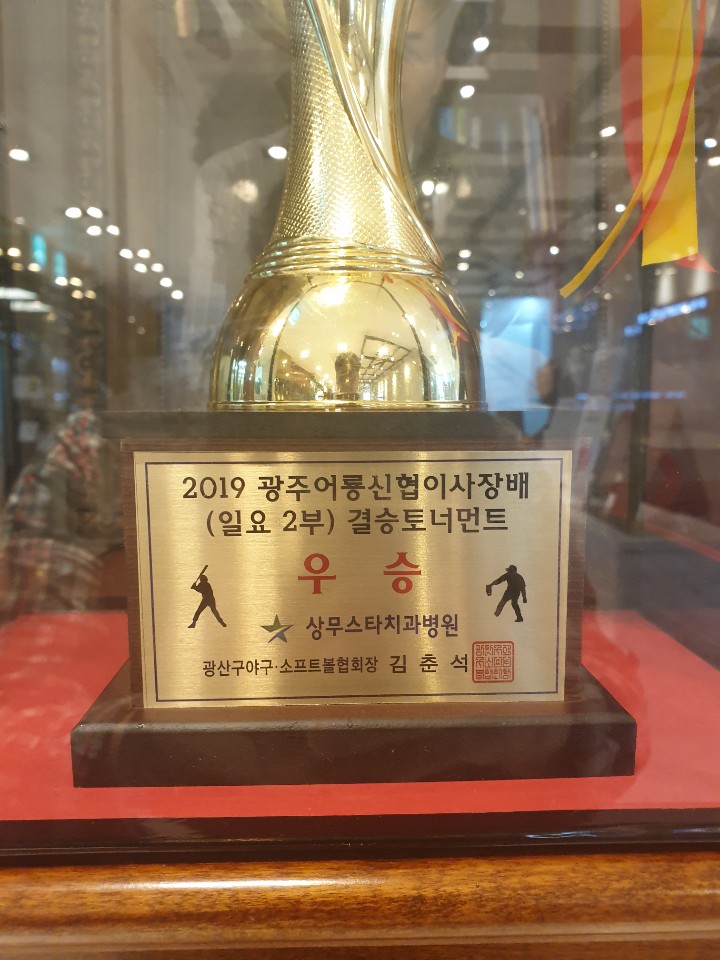 2019 광주어룡신협이사장배
(일요 2부) 결승토너먼트
우 승
상무스타치과병원
광산구야구·소프트볼협회장 김 춘 석